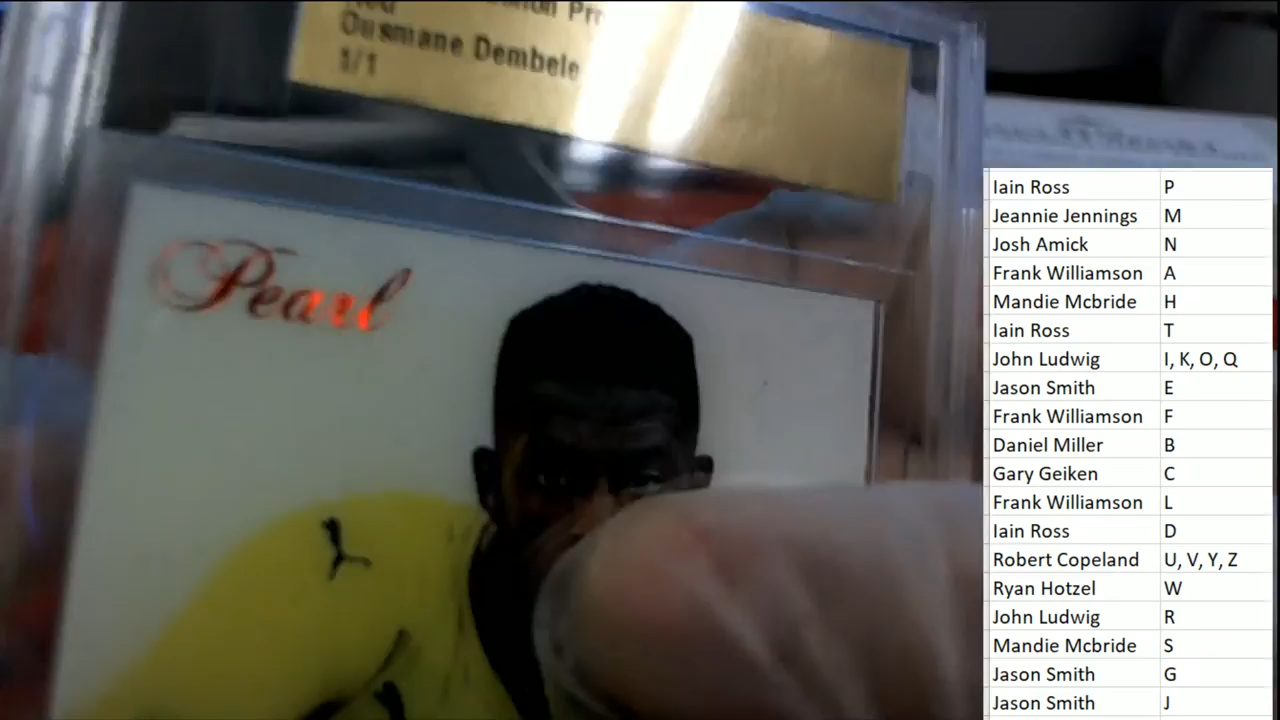 Ousmane Dembele
1/1
Pearl
Iain Ross P
Jeannie Jennings M
Josh Amick N
Frank Williamson A
Mandie Mcbride H
Iain Ross T
John Ludwig I, K, O, Q
Jason Smith E
Frank Williamson F
Daniel Miller B
Gary Geiken C
Frank Williamson L
Iain Ross D
Robert Copeland U, V, Y, Z
Ryan Hotzel W
John Ludwig R
Mandie Mcbride S
Jason Smith G
Jason Smith J